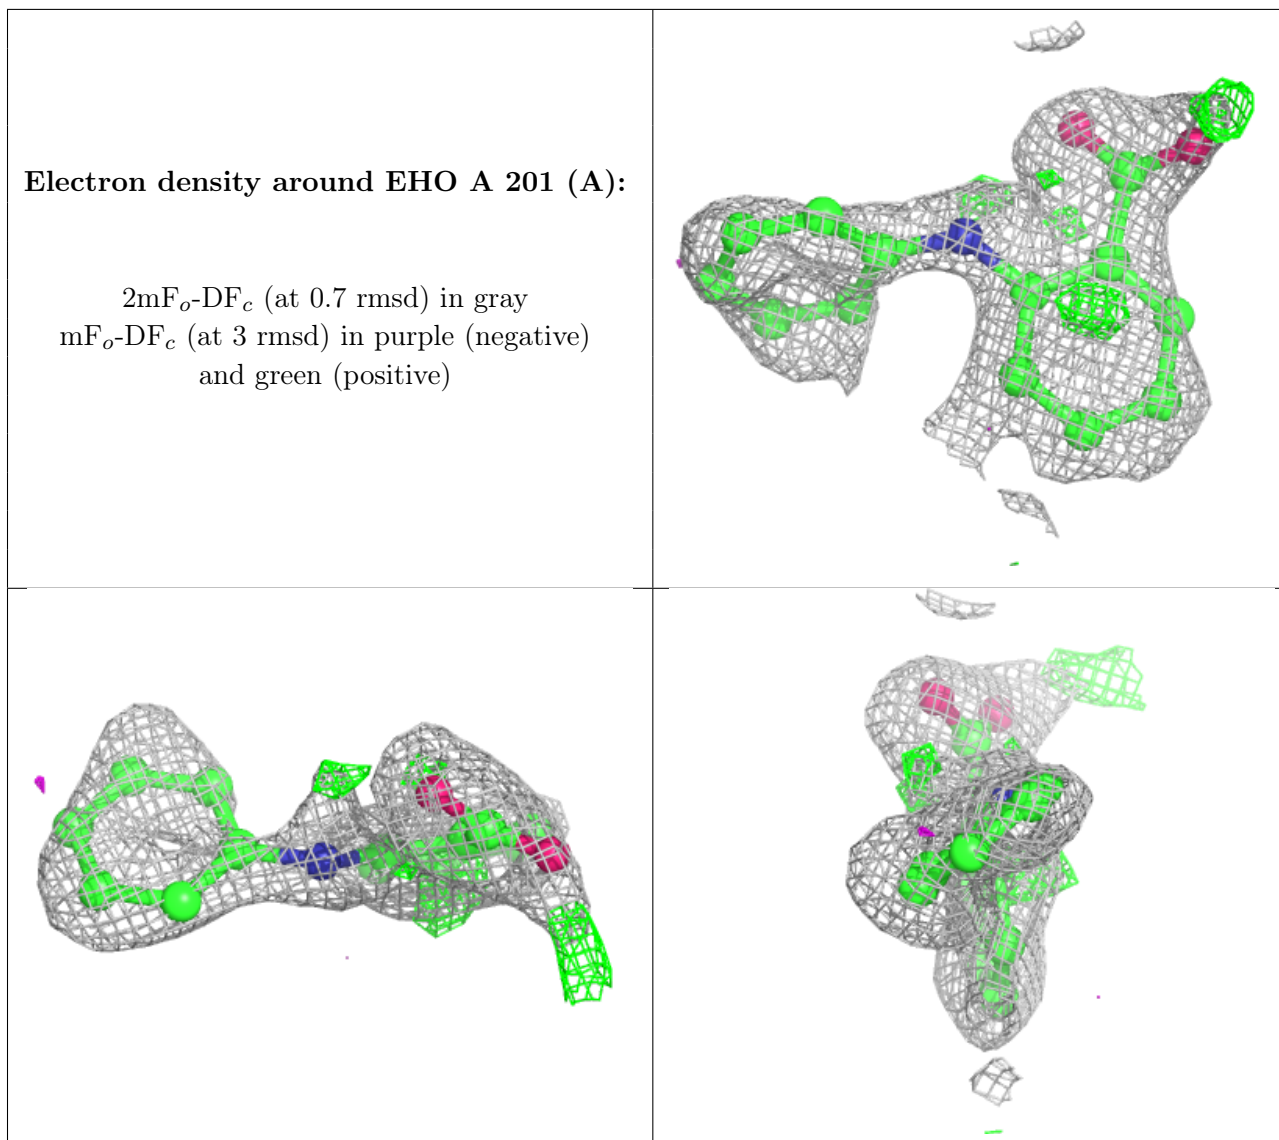 Electron density around EHO A 201 (A):
2mFo-DFc (at 0.7 rmsd) in gray
mFo-DFc (at 3 rmsd) in purple (negative)
and green (positive)